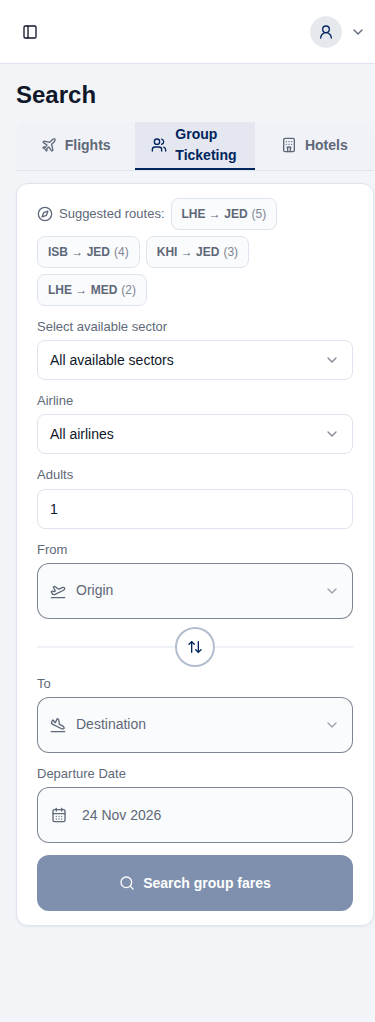 Search
Flights
Group
Ticketing
Hotels
Suggested routes: LHE → JED (5)
ISB → JED (4) KHI → JED (3)
LHE → MED (2)
Select available sector
All available sectors
Airline
All airlines
Adults
1
From
Origin
To
Destination
Departure Date
24 Nov 2026
Search group fares